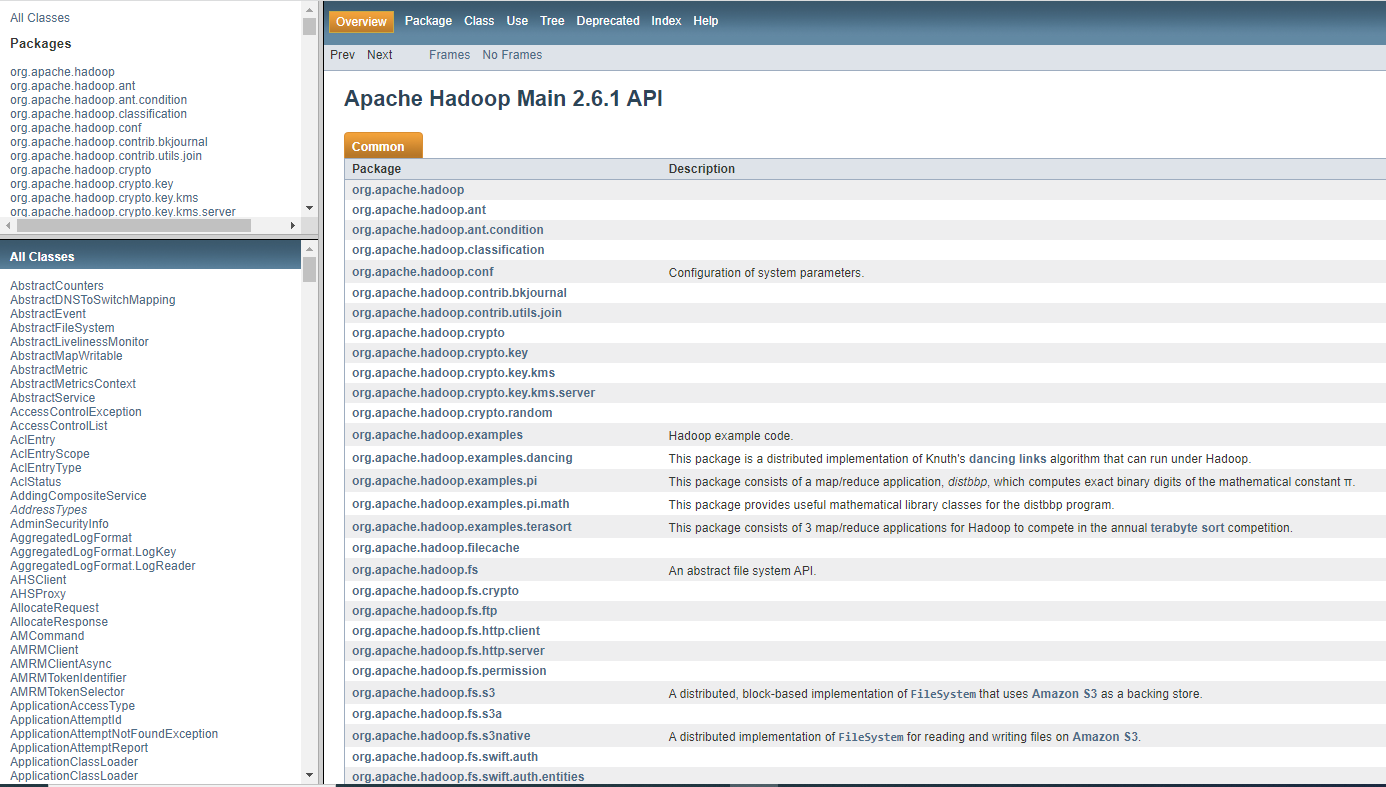 All Classes
Packages
org.apache.hadoop
org.apache.hadoop.ant
org.apache.hadoop.ant.condition
org.apache.hadoop.classification
org.apache.hadoop.conf
org.apache.hadoop.contrib.bkjournal
org.apache.hadoop.contrib.utils.join
org.apache.hadoop.crypto
org.apache.hadoop.crypto.key
org.apache.hadoop.crypto.key.kms
org.apache.hadoop.crypto.key.kms.server
All Classes
AbstractCounters
AbstractDNSToSwitchMapping
AbstractEvent
AbstractFileSystem
AbstractLivelinessMonitor
AbstractMapWritable
AbstractMetric
AbstractMetricsContext
AbstractService
AccessControlException
AccessControlList
AclEntry
AclEntryScope
AclEntryType
AclStatus
AddingCompositeService
AddressTypes
AdminSecurityInfo
AggregatedLogFormat
AggregatedLogFormat.LogKey
AggregatedLogFormat.LogReader
AHSClient
AHSProxy
AllocateRequest
AllocateResponse
AMCommand
AMRMClient
AMRMClientAsync
AMRMTokenIdentifier
AMRMTokenSelector
ApplicationAccessType
ApplicationAttemptId
ApplicationAttemptNotFoundException
ApplicationAttemptReport
ApplicationClassLoader
ApplicationClassLoader
Overview Package Class Use Tree Deprecated Index Help
Prev Next Frames No Frames
Apache Hadoop Main 2.6.1 API
Common
Package Description
org.apache.hadoop
org.apache.hadoop.ant
org.apache.hadoop.ant.condition
org.apache.hadoop.classification
org.apache.hadoop.conf Configuration of system parameters.
org.apache.hadoop.contrib.bkjournal
org.apache.hadoop.contrib.utils.join
org.apache.hadoop.crypto
org.apache.hadoop.crypto.key
org.apache.hadoop.crypto.key.kms
org.apache.hadoop.crypto.key.kms.server
org.apache.hadoop.crypto.random
org.apache.hadoop.examples Hadoop example code.
org.apache.hadoop.examples.dancing This package is a distributed implementation of Knuth's dancing links algorithm that can run under Hadoop.
org.apache.hadoop.examples.pi This package consists of a map/reduce application, distbbp, which computes exact binary digits of the mathematical constant π.
org.apache.hadoop.examples.pi.math This package provides useful mathematical library classes for the distbbp program.
org.apache.hadoop.examples.terasort This package consists of 3 map/reduce applications for Hadoop to compete in the annual terabyte sort competition.
org.apache.hadoop.filecache
org.apache.hadoop.fs An abstract file system API.
org.apache.hadoop.fs.crypto
org.apache.hadoop.fs.ftp
org.apache.hadoop.fs.http.client
org.apache.hadoop.fs.http.server
org.apache.hadoop.fs.permission
org.apache.hadoop.fs.s3 A distributed, block-based implementation of FileSystem that uses Amazon S3 as a backing store.
org.apache.hadoop.fs.s3a
org.apache.hadoop.fs.s3native A distributed implementation of FileSystem for reading and writing files on Amazon S3.
org.apache.hadoop.fs.swift.auth
org.apache.hadoop.fs.swift.auth.entities